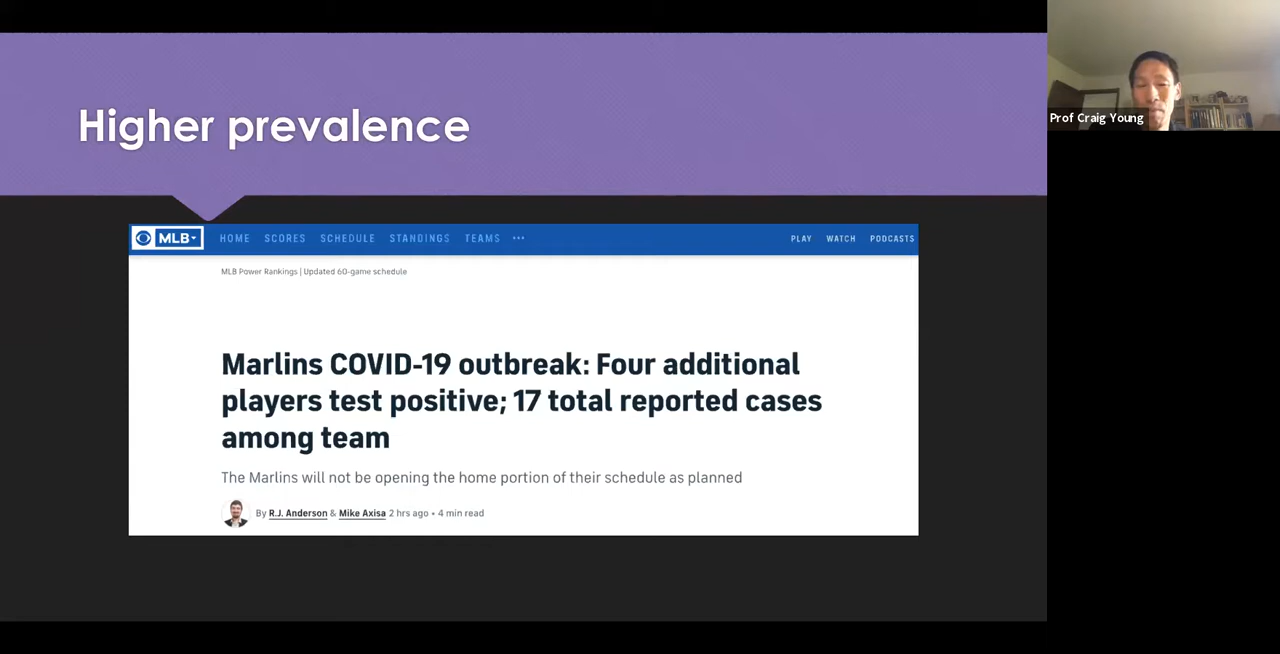 Higher prevalence
Prof Craig Young
MLB HOME SCORES SCHEDULE STANDINGS TEAMS ••• PLAY WATCH PODCASTS
MLB Power Rankings | Updated 60-game schedule
Marlins COVID-19 outbreak: Four additional
players test positive; 17 total reported cases
among team
The Marlins will not be opening the home portion of their schedule as planned
By R.J. Anderson & Mike Axisa 2 hrs ago • 4 min read